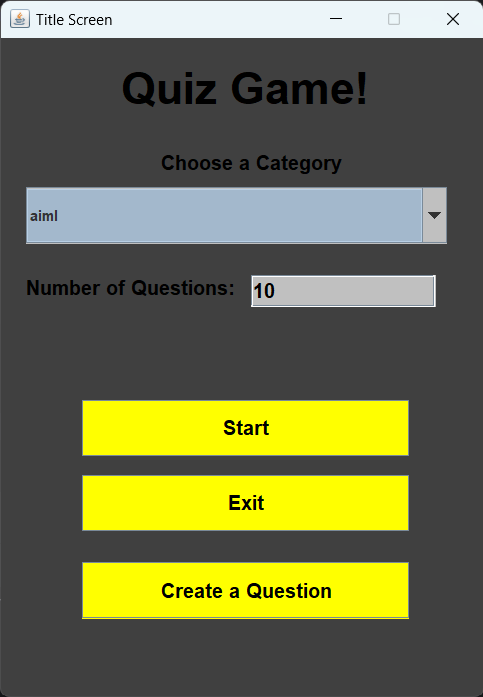 Title Screen
Quiz Game!
Choose a Category
aiml
Number of Questions: 10
Start
Exit
Create a Question